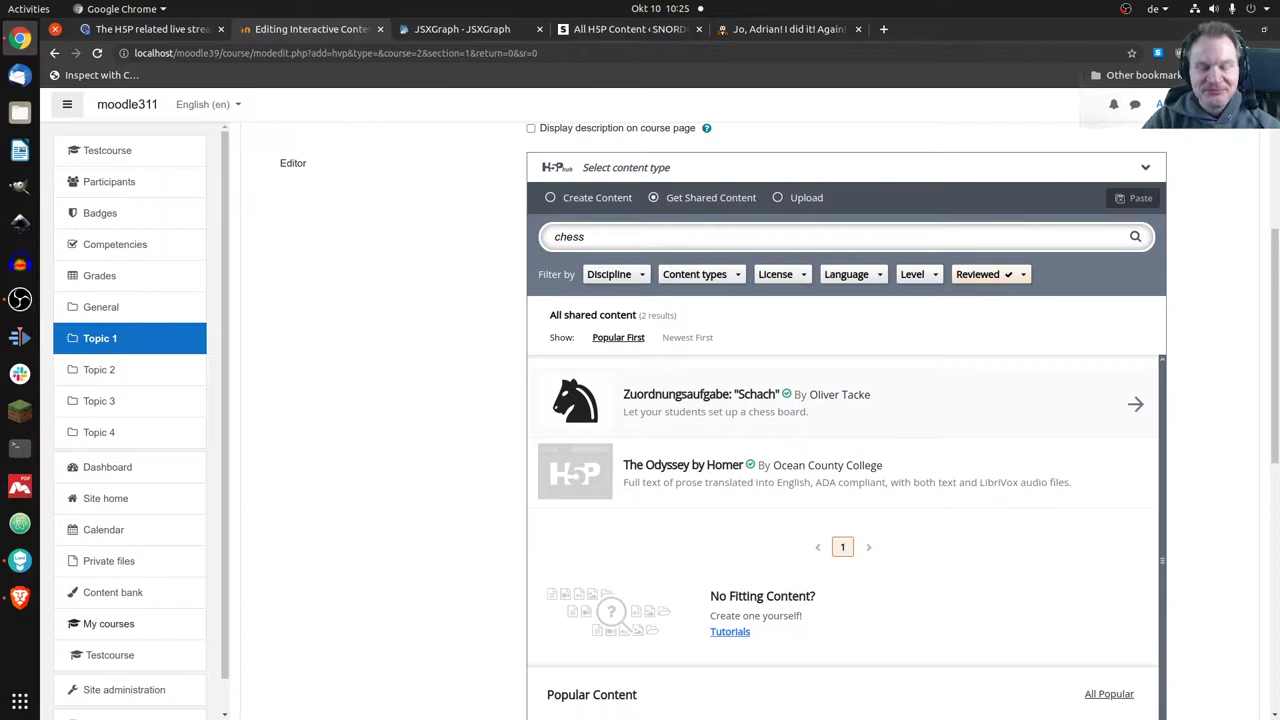 Activities
Google Chrome
Okt 10 10:25
de
The H5P related live strea
Editing Interactive Conte
JSXGraph - JSXGraph
All H5P Content ‹ SNORD
Jo, Adrian! I did it! Again!
localhost/moodle39/course/modedit.php?add=hvp&type=&course=2&section=1&return=0&sr=0
Inspect with C...
Other bookmark
moodle311
English (en)
Testcourse
Participants
Badges
Competencies
Grades
General
Topic 1
Topic 2
Topic 3
Topic 4
Dashboard
Site home
Calendar
Private files
Content bank
My courses
Testcourse
Site administration
Display description on course page
Editor
H5P hub Select content type
Create Content
Get Shared Content
Upload
Paste
chess
Filter by
Discipline
Content types
License
Language
Level
Reviewed
All shared content (2 results)
Show: Popular First Newest First
Zuordnungsaufgabe: "Schach" By Oliver Tacke
Let your students set up a chess board.
H5P
The Odyssey by Homer By Ocean County College
Full text of prose translated into English, ADA compliant, with both text and LibriVox audio files.
1
No Fitting Content?
Create one yourself!
Tutorials
Popular Content
All Popular